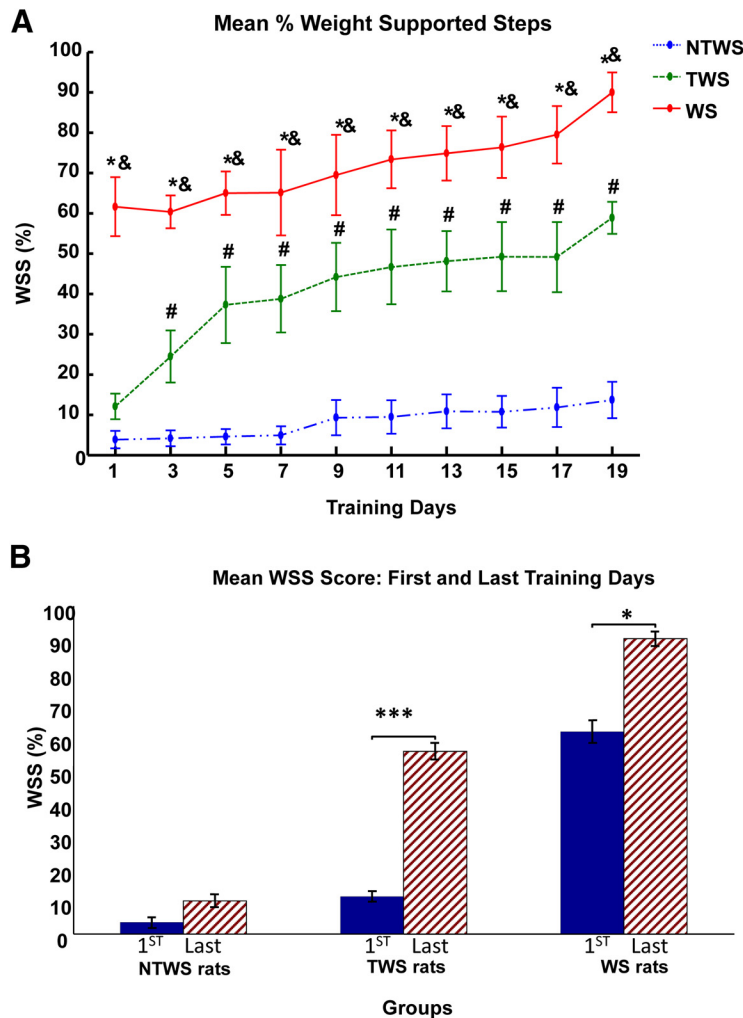 A
Mean % Weight Supported Steps
NTWS
TWS
WS
WSS (%)
100
90
80
70
60
50
40
30
20
10
0
*& *& *& *& *& *& *& *& *& *&
# # # # # # # # #
1 3 5 7 9 11 13 15 17 19
Training Days
B
Mean WSS Score: First and Last Training Days
WSS (%)
100
90
80
70
60
50
40
30
20
10
0
*** *
1ST Last 1ST Last 1ST Last
NTWS rats TWS rats WS rats
Groups